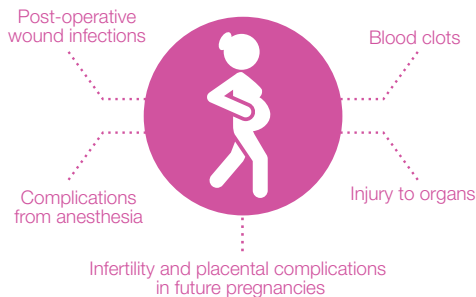 Post-operative
wound infections
Blood clots
Complications
from anesthesia
Injury to organs
Infertility and placental complications
in future pregnancies